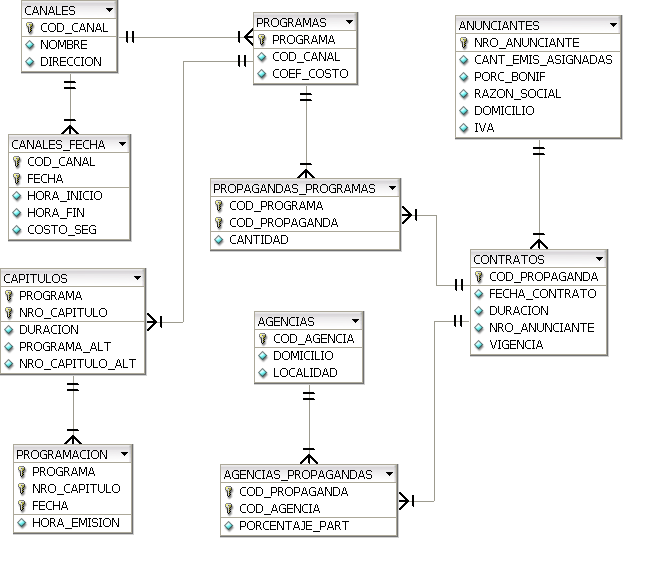 CANALES
COD_CANAL
NOMBRE
DIRECCION
PROGRAMAS
PROGRAMA
COD_CANAL
COEF_COSTO
ANUNCIANTES
NRO_ANUNCIANTE
CANT_EMIS_ASIGNADAS
PORC_BONIF
RAZON_SOCIAL
DOMICILIO
IVA
CANALES_FECHA
COD_CANAL
FECHA
HORA_INICIO
HORA_FIN
COSTO_SEG
PROPAGANDAS_PROGRAMAS
COD_PROGRAMA
COD_PROPAGANDA
CANTIDAD
CONTRATOS
COD_PROPAGANDA
FECHA_CONTRATO
DURACION
NRO_ANUNCIANTE
VIGENCIA
CAPITULOS
PROGRAMA
NRO_CAPITULO
DURACION
PROGRAMA_ALT
NRO_CAPITULO_ALT
AGENCIAS
COD_AGENCIA
DOMICILIO
LOCALIDAD
PROGRAMACION
PROGRAMA
NRO_CAPITULO
FECHA
HORA_EMISION
AGENCIAS_PROPAGANDAS
COD_PROPAGANDA
COD_AGENCIA
PORCENTAJE_PART